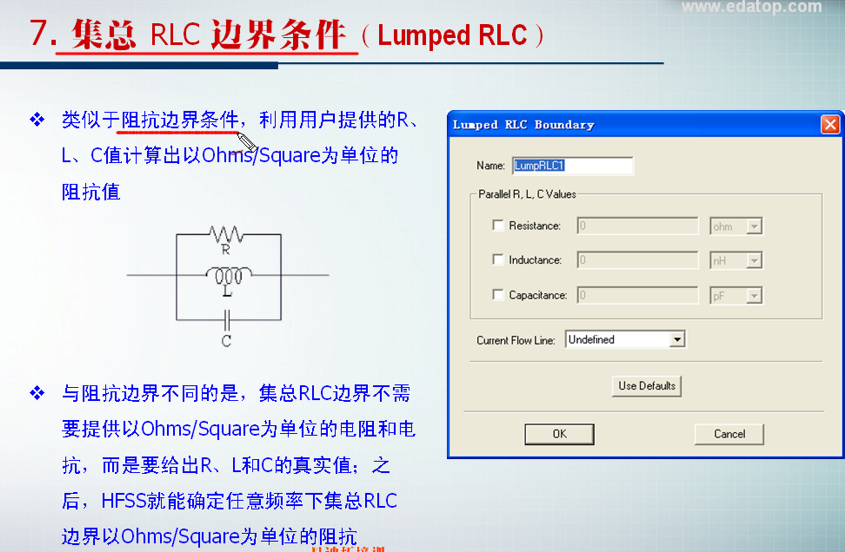 www.edatop.com
7. 集总 RLC 边界条件（Lumped RLC）
❖ 类似于阻抗边界条件，利用用户提供的R、
L、C值计算出以Ohms/Square为单位的
阻抗值
R
L
C
❖ 与阻抗边界不同的是，集总RLC边界不需
要提供以Ohms/Square为单位的电阻和电
抗，而是要给出R、L和C的真实值；之
后，HFSS就能确定任意频率下集总RLC
边界以Ohms/Square为单位的阻抗
Lumped RLC Boundary
Name: LumpRLC1
Parallel R, L, C Values
Resistance: 0 ohm
Inductance: 0 nH
Capacitance: 0 pF
Current Flow Line: Undefined
Use Defaults
OK Cancel